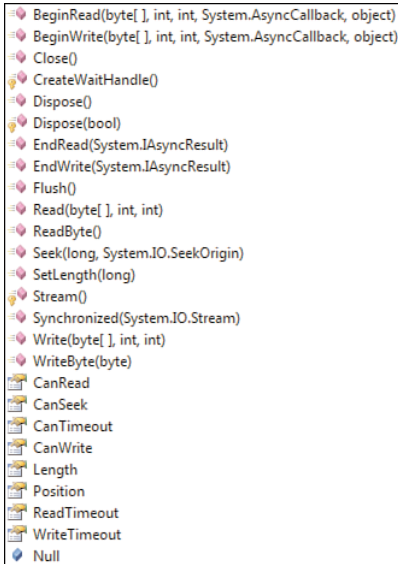 BeginRead(byte[ ], int, int, System.AsyncCallback, object)
BeginWrite(byte[ ], int, int, System.AsyncCallback, object)
Close()
CreateWaitHandle()
Dispose()
Dispose(bool)
EndRead(System.IAsyncResult)
EndWrite(System.IAsyncResult)
Flush()
Read(byte[ ], int, int)
ReadByte()
Seek(long, System.IO.SeekOrigin)
SetLength(long)
Stream()
Synchronized(System.IO.Stream)
Write(byte[ ], int, int)
WriteByte(byte)
CanRead
CanSeek
CanTimeout
CanWrite
Length
Position
ReadTimeout
WriteTimeout
Null